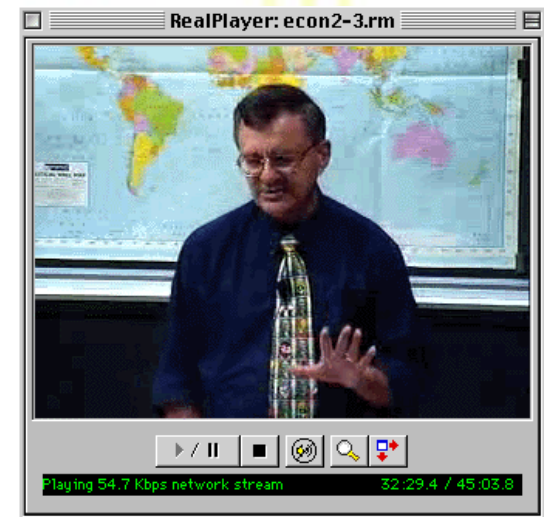 RealPlayer: econ2-3.rm
Playing 54.7 Kbps network stream 32:29.4 / 45:03.8